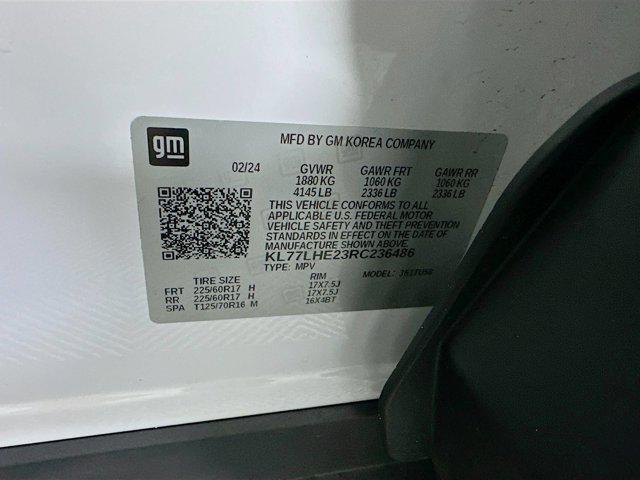 gm
MFD BY GM KOREA COMPANY
02/24 GVWR GAWR FRT GAWR RR
1880 KG 1060 KG 1060 KG
4145 LB 2336 LB 2336 LB
THIS VEHICLE CONFORMS TO ALL
APPLICABLE U.S. FEDERAL MOTOR
VEHICLE SAFETY AND THEFT
PREVENTION STANDARDS IN
EFFECT ON THE DATE OF
MANUFACTURE SHOWN ABOVE.
KL77LHE23RC236486
TYPE: MPV MODEL:
TIRE SIZE RIM
FRT 225/60R17 H 17X7.5J
RR 225/60R17 H 17X7.5J
SPA T125/70R16 M 16X4BT